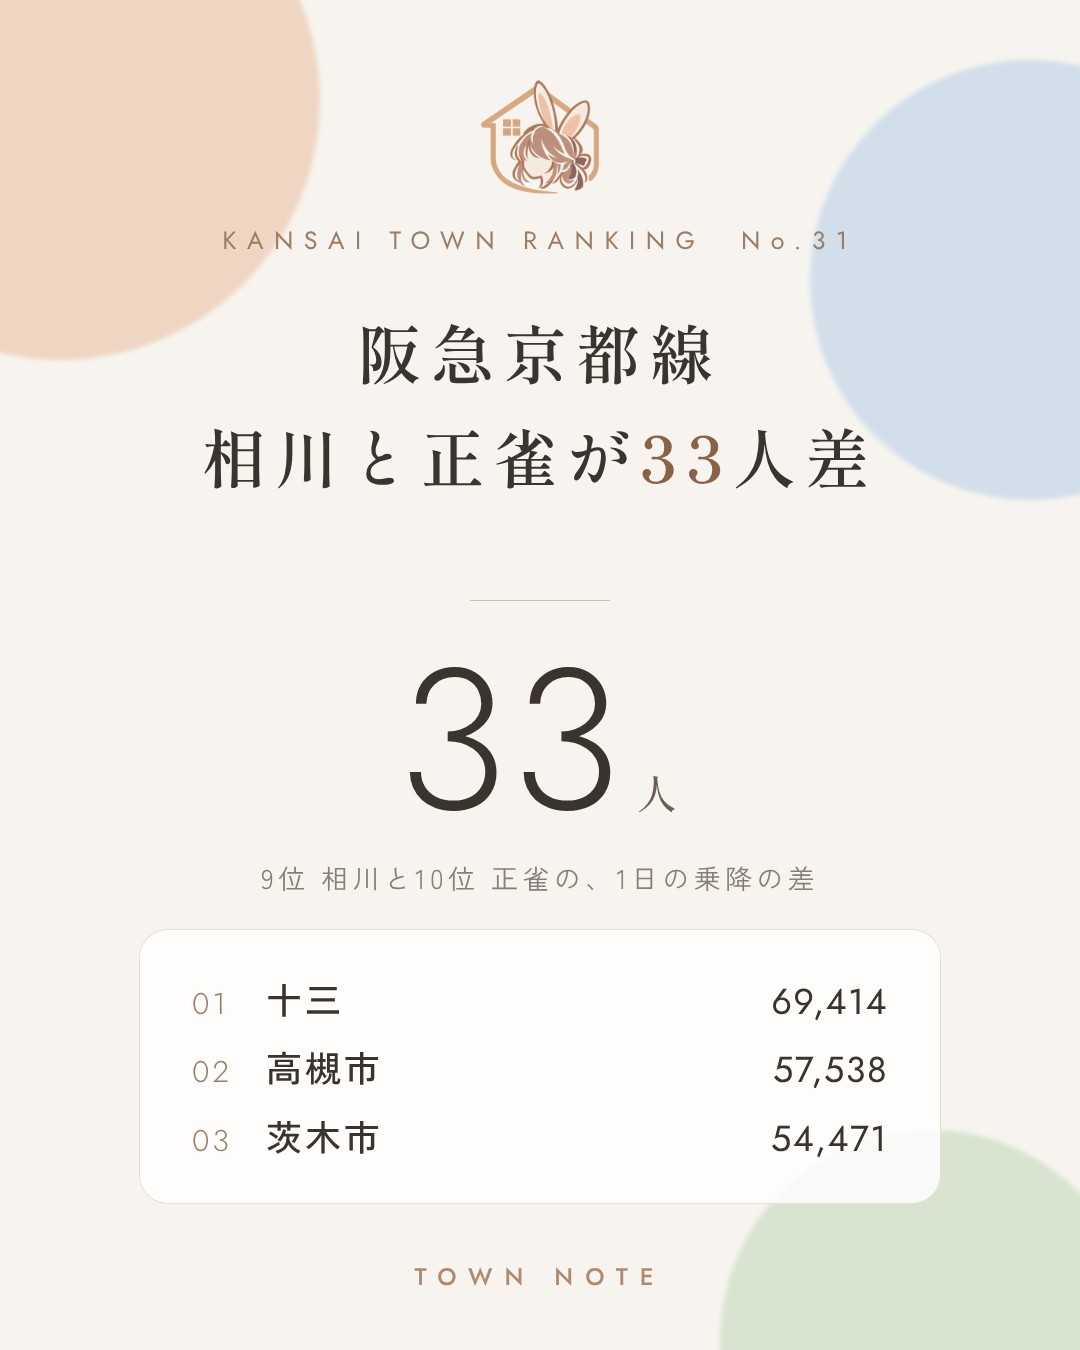 KANSAI TOWN RANKING No.31
阪急京都線
相川と正雀が33人差
33人
9位 相川と10位 正雀の、1日の乗降の差
01 十三 69,414
02 高槻市 57,538
03 茨木市 54,471
TOWN NOTE